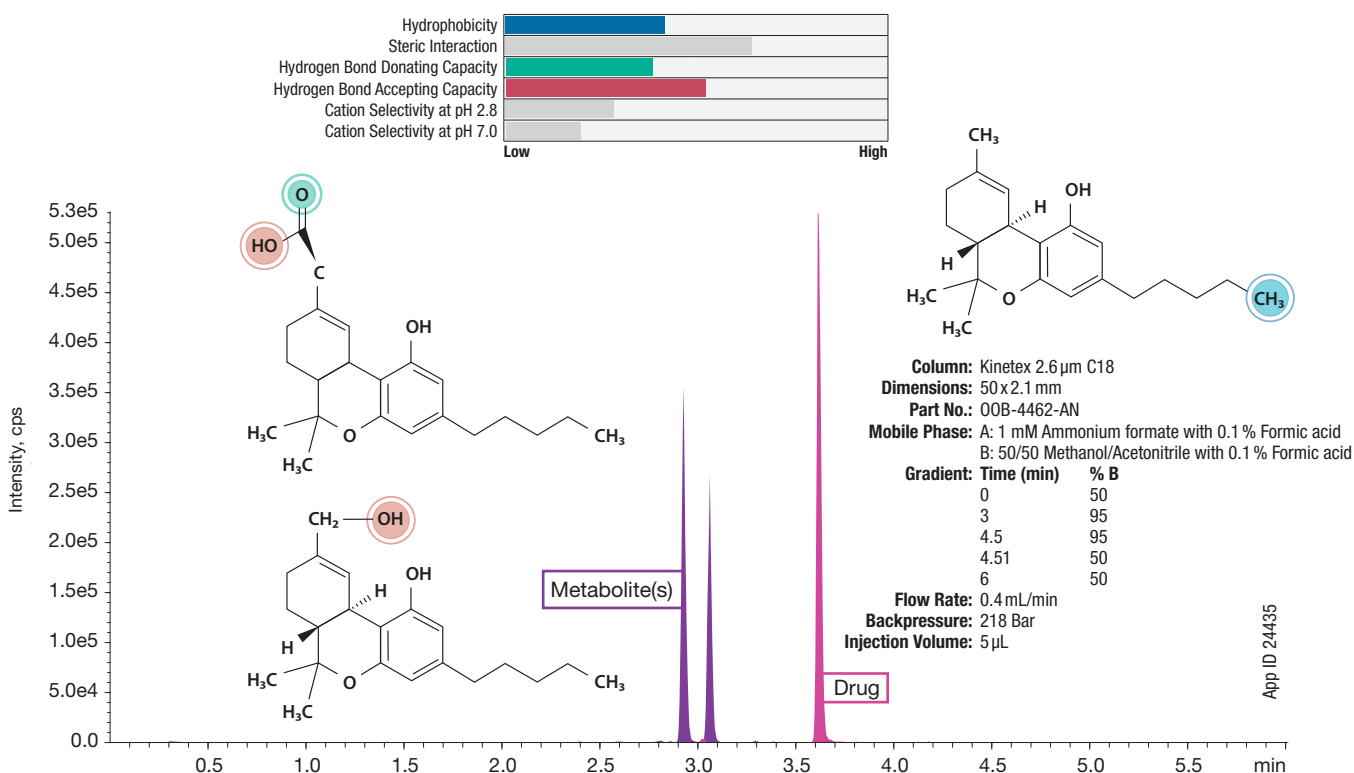 Hydrophobicity
Steric Interaction
Hydrogen Bond Donating Capacity
Hydrogen Bond Accepting Capacity
Cation Selectivity at pH 2.8
Cation Selectivity at pH 7.0
Low High
O
HO
C
OH
H₃C
O
H₃C
CH₃
CH₂ OH
H OH
H
H₃C
O
H₃C
CH₃
CH₃
OH
H
H
H₃C
O
CH₃
H₃C
Column: Kinetex 2.6 µm C18
Dimensions: 50 x 2.1 mm
Part No.: 00B-4462-AN
Mobile Phase: A: 1 mM Ammonium formate with 0.1 % Formic acid
B: 50/50 Methanol/Acetonitrile with 0.1 % Formic acid
Gradient: Time (min) % B
0 50
3 95
4.5 95
4.51 50
6 50
Flow Rate: 0.4 mL/min
Backpressure: 218 Bar
Injection Volume: 5 µL
App ID 24435
Metabolite(s)
Drug
Intensity, cps
5.3e5
5.0e5
4.5e5
4.0e5
3.5e5
3.0e5
2.5e5
2.0e5
1.5e5
1.0e5
5.0e4
0.0
0.5 1.0 1.5 2.0 2.5 3.0 3.5 4.0 4.5 5.0 5.5 min